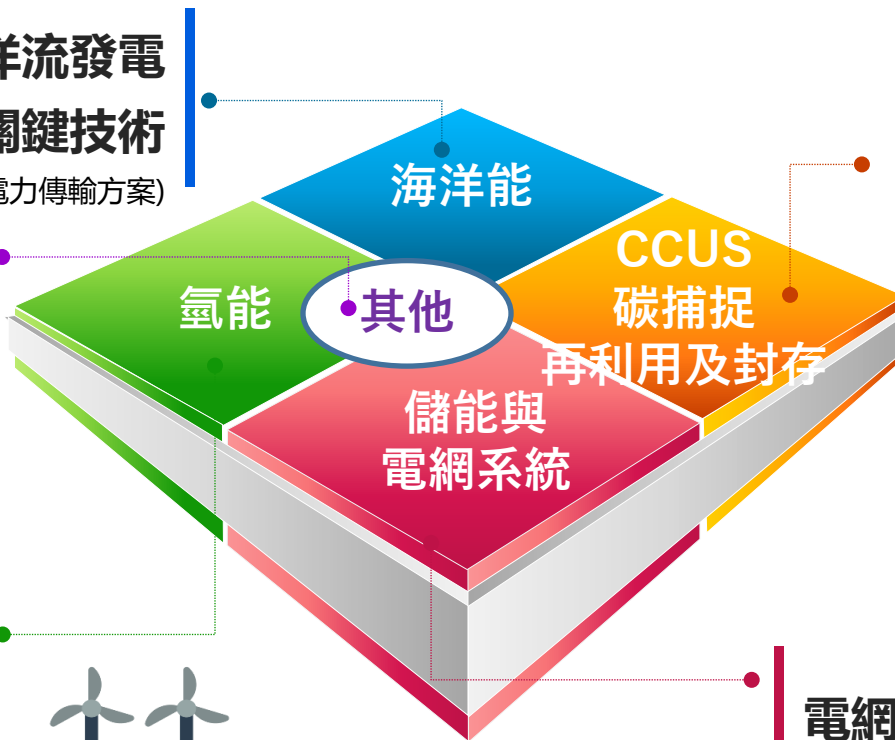 洋流發電
關鍵技術
電力傳輸方案)
海洋能
CCUS
碳捕捉
再利用及封存
氫能
其他
儲能與
電網系統
電網